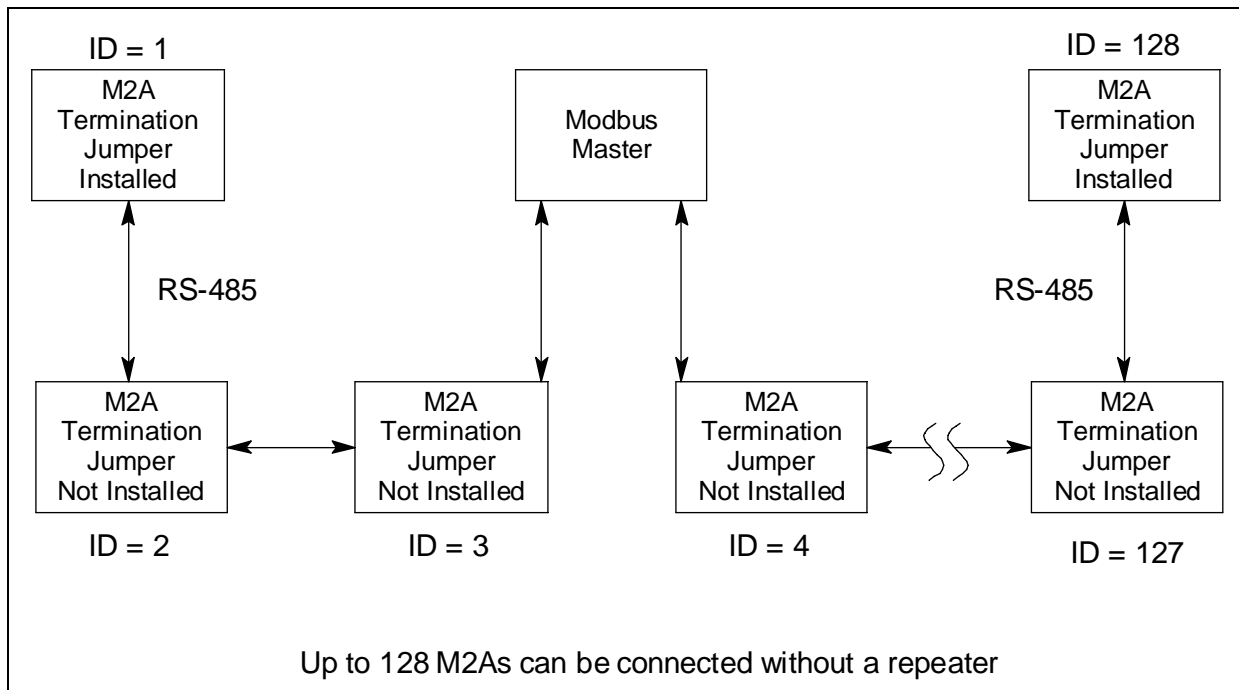 ID = 1
M2A
Termination
Jumper
Installed
Modbus
Master
ID = 128
M2A
Termination
Jumper
Installed
RS-485
RS-485
M2A
Termination
Jumper
Not Installed
ID = 2
M2A
Termination
Jumper
Not Installed
ID = 3
M2A
Termination
Jumper
Not Installed
ID = 4
M2A
Termination
Jumper
Not Installed
ID = 127
Up to 128 M2As can be connected without a repeater